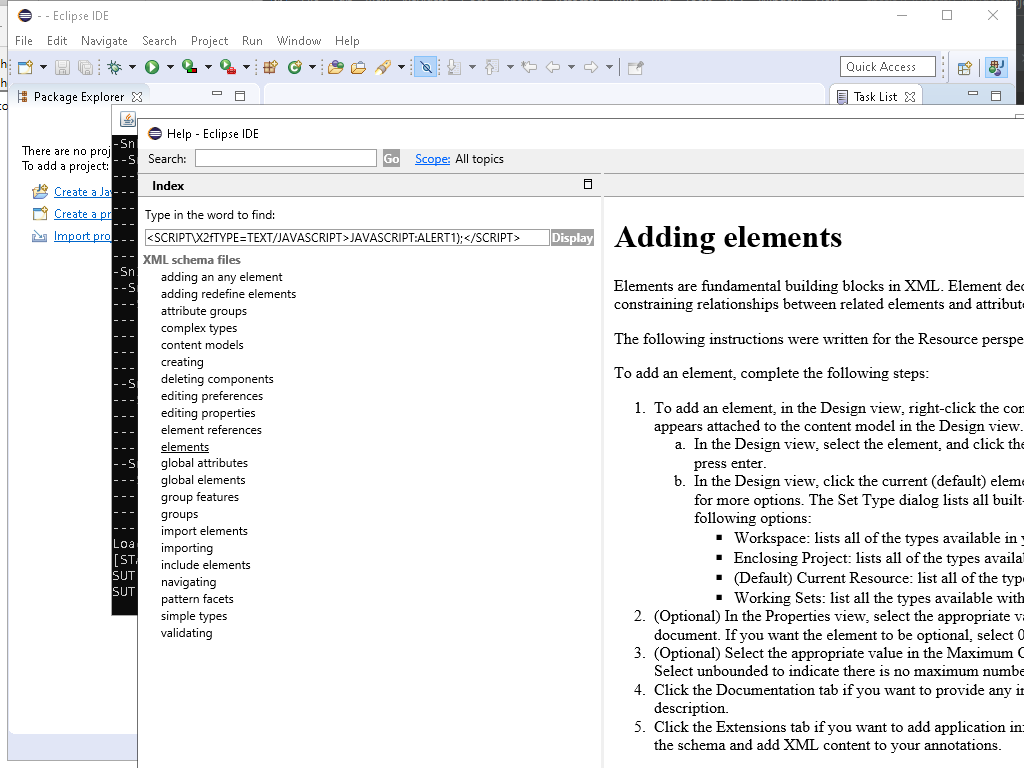 - - Eclipse IDE
File Edit Navigate Search Project Run Window Help
Quick Access
Package Explorer
Task List
There are no proj
To add a project:
Create a Ja
Create a pr
Import pro
-Sn
--S
-Sn
--S
--S
--S
Loa
[STA
SUT
SUT
Help - Eclipse IDE
Search: Go Scope: All topics
Index
Type in the word to find:
<SCRIPT\X2fTYPE=TEXT/JAVASCRIPT>JAVASCRIPT:ALERT1);</SCRIPT> Display
XML schema files
adding an any element
adding redefine elements
attribute groups
complex types
content models
creating
deleting components
editing preferences
editing properties
element references
elements
global attributes
global elements
group features
groups
import elements
importing
include elements
navigating
pattern facets
simple types
validating
Adding elements
Elements are fundamental building blocks in XML. Element dec
constraining relationships between related elements and attribute
The following instructions were written for the Resource perspe
To add an element, complete the following steps:
1. To add an element, in the Design view, right-click the con
appears attached to the content model in the Design view.
a. In the Design view, select the element, and click the
press enter.
b. In the Design view, click the current (default) eleme
for more options. The Set Type dialog lists all built-
following options:
▪ Workspace: lists all of the types available in y
▪ Enclosing Project: lists all of the types availa
▪ (Default) Current Resource: list all of the type
▪ Working Sets: list all the types available with
2. (Optional) In the Properties view, select the appropriate va
document. If you want the element to be optional, select 0
3. (Optional) Select the appropriate value in the Maximum O
Select unbounded to indicate there is no maximum numbe
4. Click the Documentation tab if you want to provide any in
description.
5. Click the Extensions tab if you want to add application inf
the schema and add XML content to your annotations.